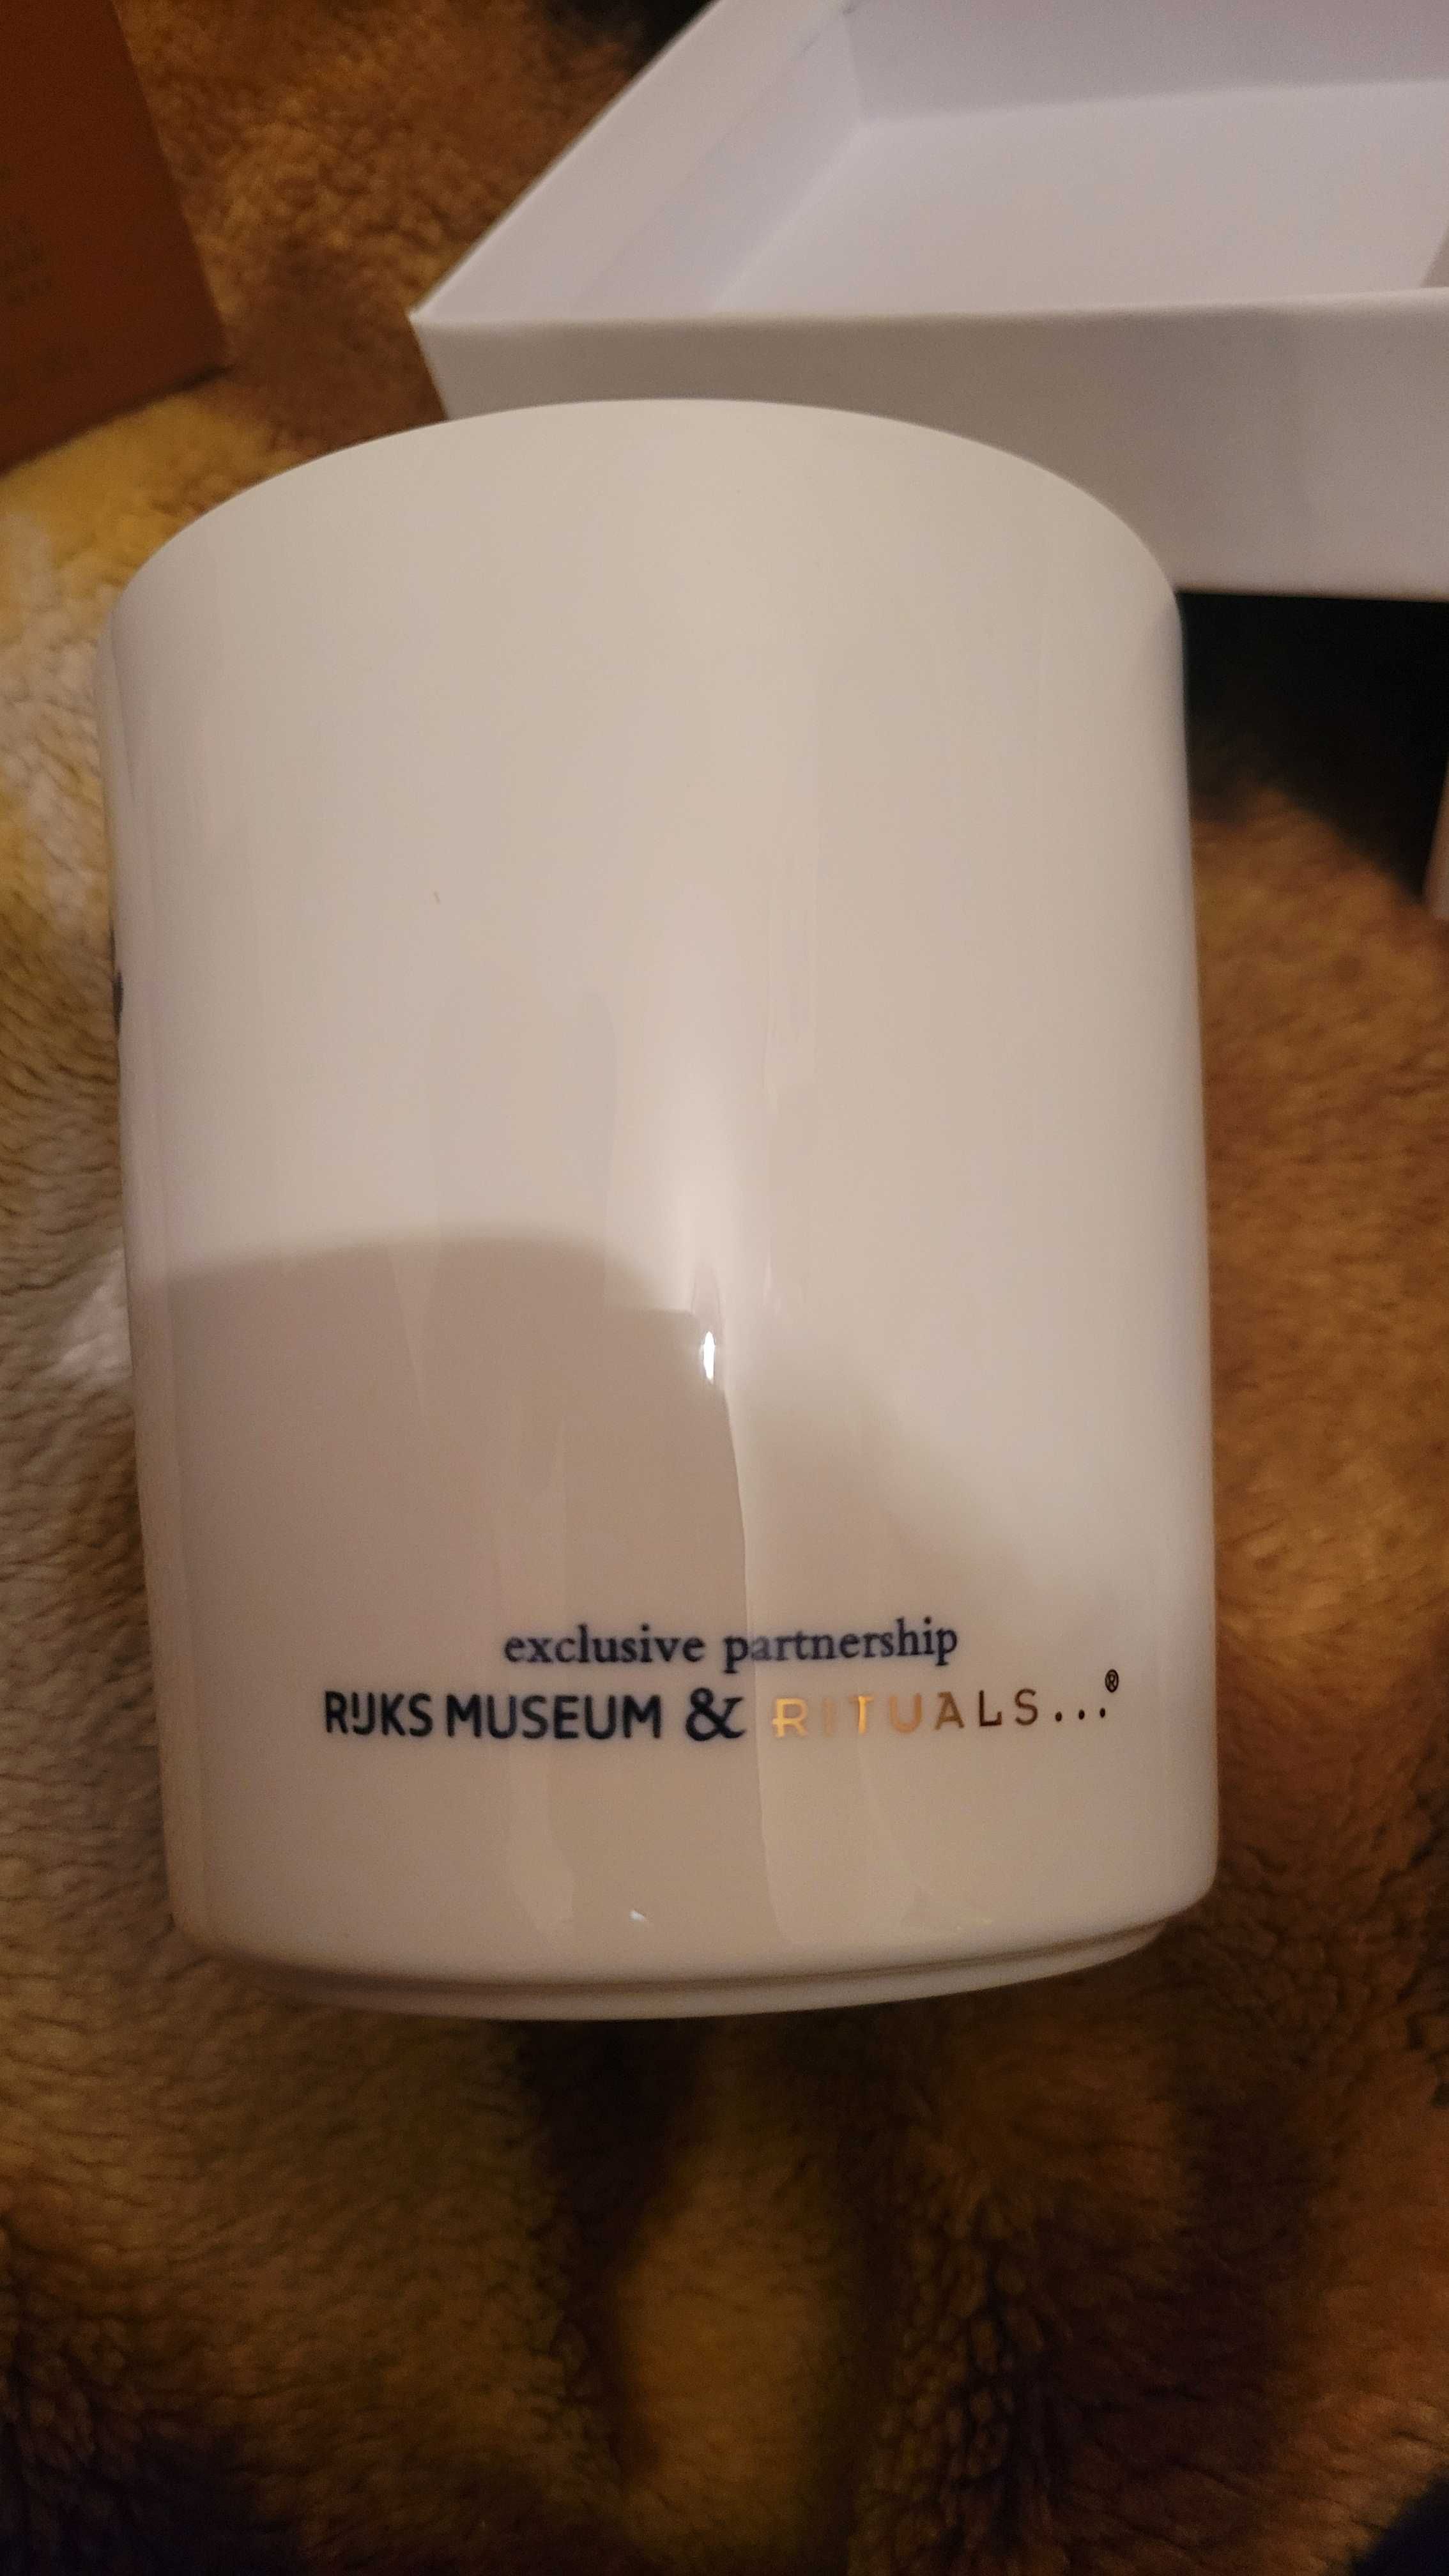 exclusive partnership
RIJKS MUSEUM & RITUALS...®